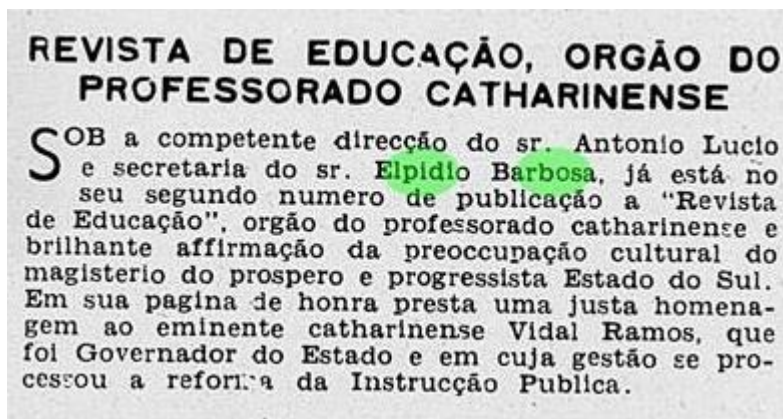 REVISTA DE EDUCAÇÃO, ORGÃO DO
PROFESSORADO CATHARINENSE
SOB a competente direcção do sr. Antonio Lucio
e secretaria do sr. Elpidio Barbosa, já está no
seu segundo numero de publicação a "Revista
de Educação", orgão do professorado catharinense e
brilhante affirmação da preoccupação cultural do
magisterio do prospero e progressista Estado do Sul.
Em sua pagina de honra presta uma justa homena-
gem ao eminente catharinense Vidal Ramos, que
foi Governador do Estado e em cuja gestão se pro-
cessou a reforma da Instrucção Publica.